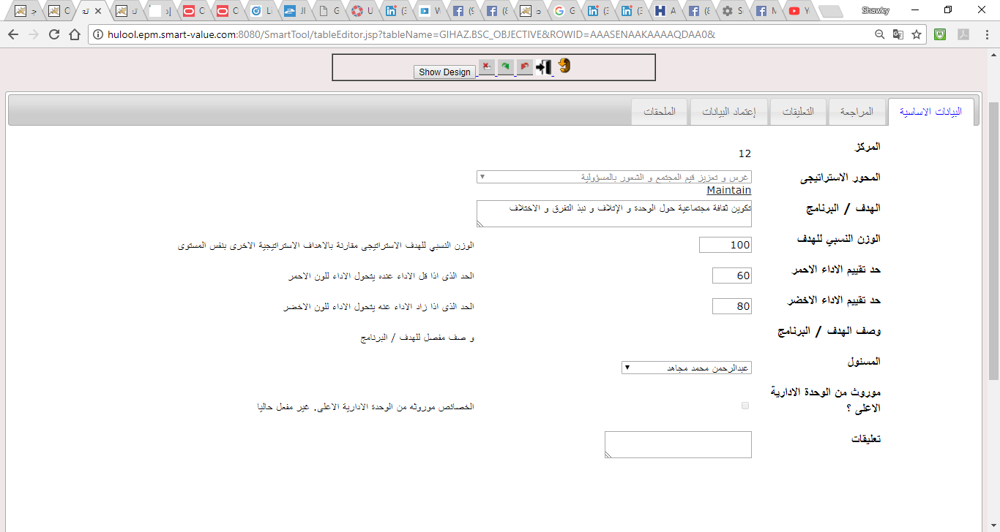 Shawky
hulool.epm.smart-value.com:8080/SmartTool/tableEditor.jsp?tableName=GIHAZ.BSC_OBJECTIVE&ROWID=AAASENAAKAAAAQDAA0&
Show Design
البيانات الاساسية
المراجعة
التعليقات
إعتماد البيانات
الملحقات
المركز
12
المحور الاستراتيجى
غرس و تعزيز قيم المجتمع و الشعور بالمسؤولية
Maintain
الهدف / البرنامج
تكوين ثقافة مجتماعية حول الوحدة و الإتلاف و نبذ التفرق و الاختلاف
الوزن النسبي للهدف
100
الوزن النسبي للهدف الاستراتيجى مقارنة بالاهداف الاستراتيجية الاخرى بنفس المستوى
حد تقييم الاداء الاحمر
60
الحد الذى اذا قل الاداء عنده يتحول الاداء للون الاحمر
حد تقييم الاداء الاخضر
80
الحد الذى اذا زاد الاداء عنه يتحول الاداء للون الاخضر
وصف الهدف / البرنامج
و صف مفصل للهدف / البرنامج
المسئول
عبدالرحمن محمد مجاهد
موروث من الوحدة الادارية
الاعلى ؟
الخصائص موروثه من الوحدة الادارية الاعلى. غير مفعل حاليا
تعليقات